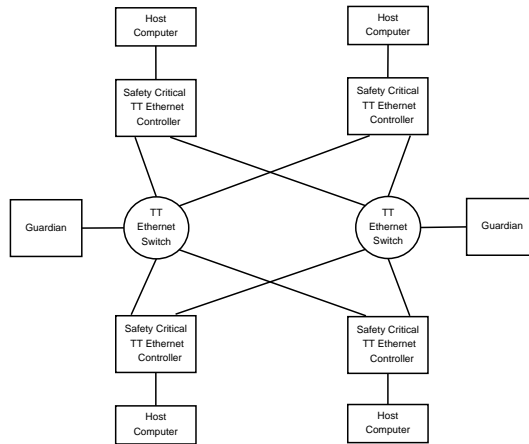 Host
Computer
Host
Computer
Safety Critical
TT Ethernet
Controller
Safety Critical
TT Ethernet
Controller
Guardian
TT
Ethernet
Switch
TT
Ethernet
Switch
Guardian
Safety Critical
TT Ethernet
Controller
Safety Critical
TT Ethernet
Controller
Host
Computer
Host
Computer